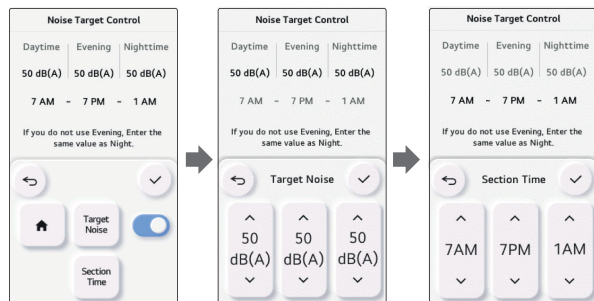 Noise Target Control
Daytime Evening Nighttime
50 dB(A) 50 dB(A) 50 dB(A)
7 AM - 7 PM - 1 AM
If you do not use Evening, Enter the
same value as Night.
Target
Noise
Section
Time
Noise Target Control
Daytime Evening Nighttime
50 dB(A) 50 dB(A) 50 dB(A)
7 AM - 7 PM - 1 AM
If you do not use Evening, Enter the
same value as Night.
Target Noise
50 50 50
dB(A) dB(A) dB(A)
Noise Target Control
Daytime Evening Nighttime
50 dB(A) 50 dB(A) 50 dB(A)
7 AM - 7 PM - 1 AM
If you do not use Evening, Enter the
same value as Night.
Section Time
7AM 7PM 1AM